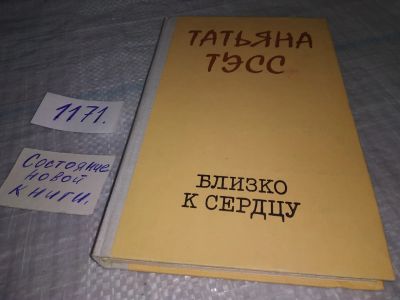 ТАТЬЯНА
ТЭСС
БЛИЗКО
К СЕРДЦУ
1171.
Состояние
новой
книги.